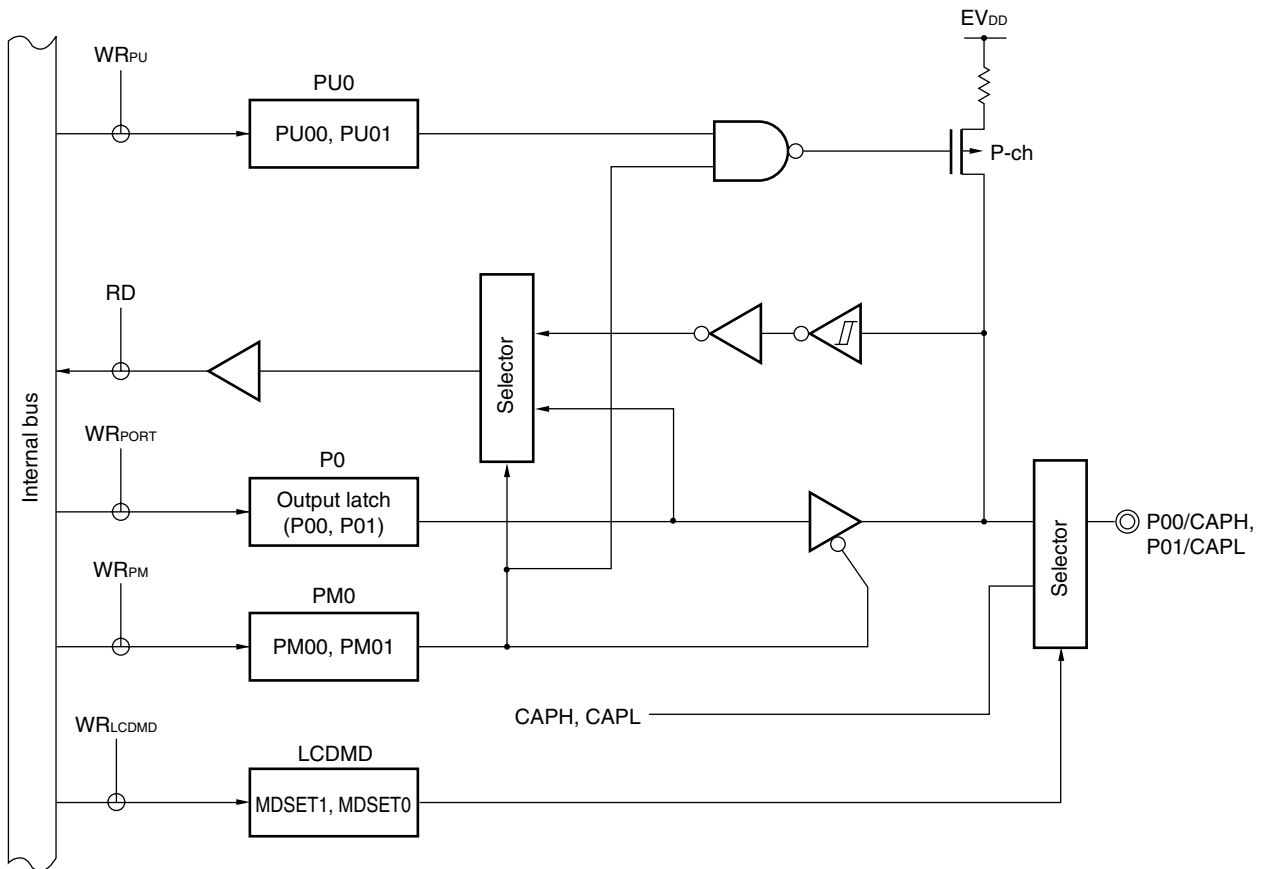 EVDD
WRPU
PU0
PU00, PU01
P-ch
RD
Selector
Internal bus
WRPORT
P0
Output latch
(P00, P01)
Selector
P00/CAPH,
P01/CAPL
WRPM
PM0
PM00, PM01
CAPH, CAPL
WRLCDMD
LCDMD
MDSET1, MDSET0